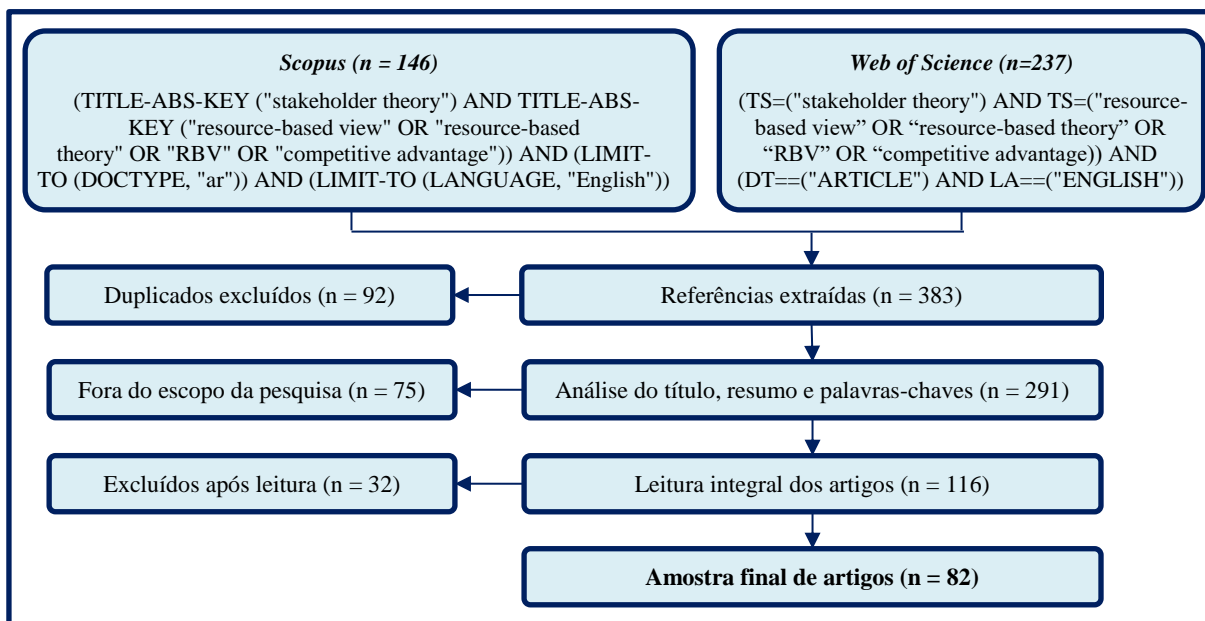 Scopus (n = 146)
(TITLE-ABS-KEY ("stakeholder theory") AND TITLE-ABS-
KEY ("resource-based view" OR "resource-based
theory" OR "RBV" OR "competitive advantage")) AND (LIMIT-
TO (DOCTYPE, "ar")) AND (LIMIT-TO (LANGUAGE, "English"))
Web of Science (n=237)
(TS=("stakeholder theory") AND TS=("resource-
based view” OR “resource-based theory” OR
“RBV” OR “competitive advantage)) AND
(DT==("ARTICLE") AND LA==("ENGLISH"))
Duplicados excluídos (n = 92)
Referências extraídas (n = 383)
Fora do escopo da pesquisa (n = 75)
Análise do título, resumo e palavras-chaves (n = 291)
Excluídos após leitura (n = 32)
Leitura integral dos artigos (n = 116)
Amostra final de artigos (n = 82)